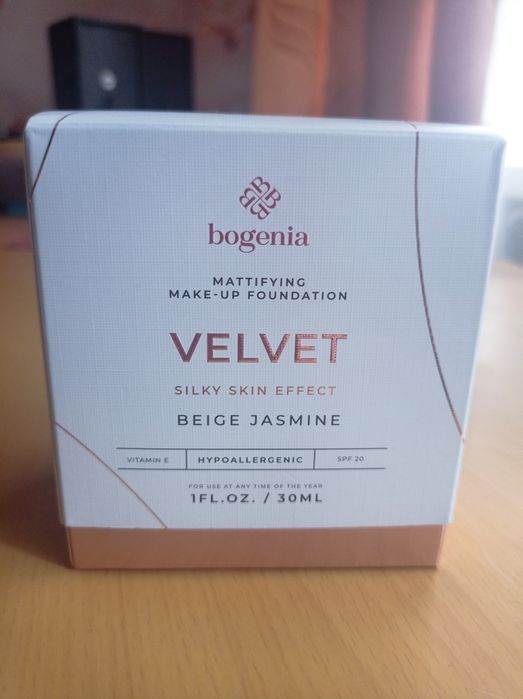 bogenia
MATTIFYING
MAKE-UP FOUNDATION
VELVET
SILKY SKIN EFFECT
BEIGE JASMINE
VITAMIN E HYPOALLERGENIC SPF 20
FOR USE AT ANY TIME OF THE YEAR
1FL.OZ. / 30ML